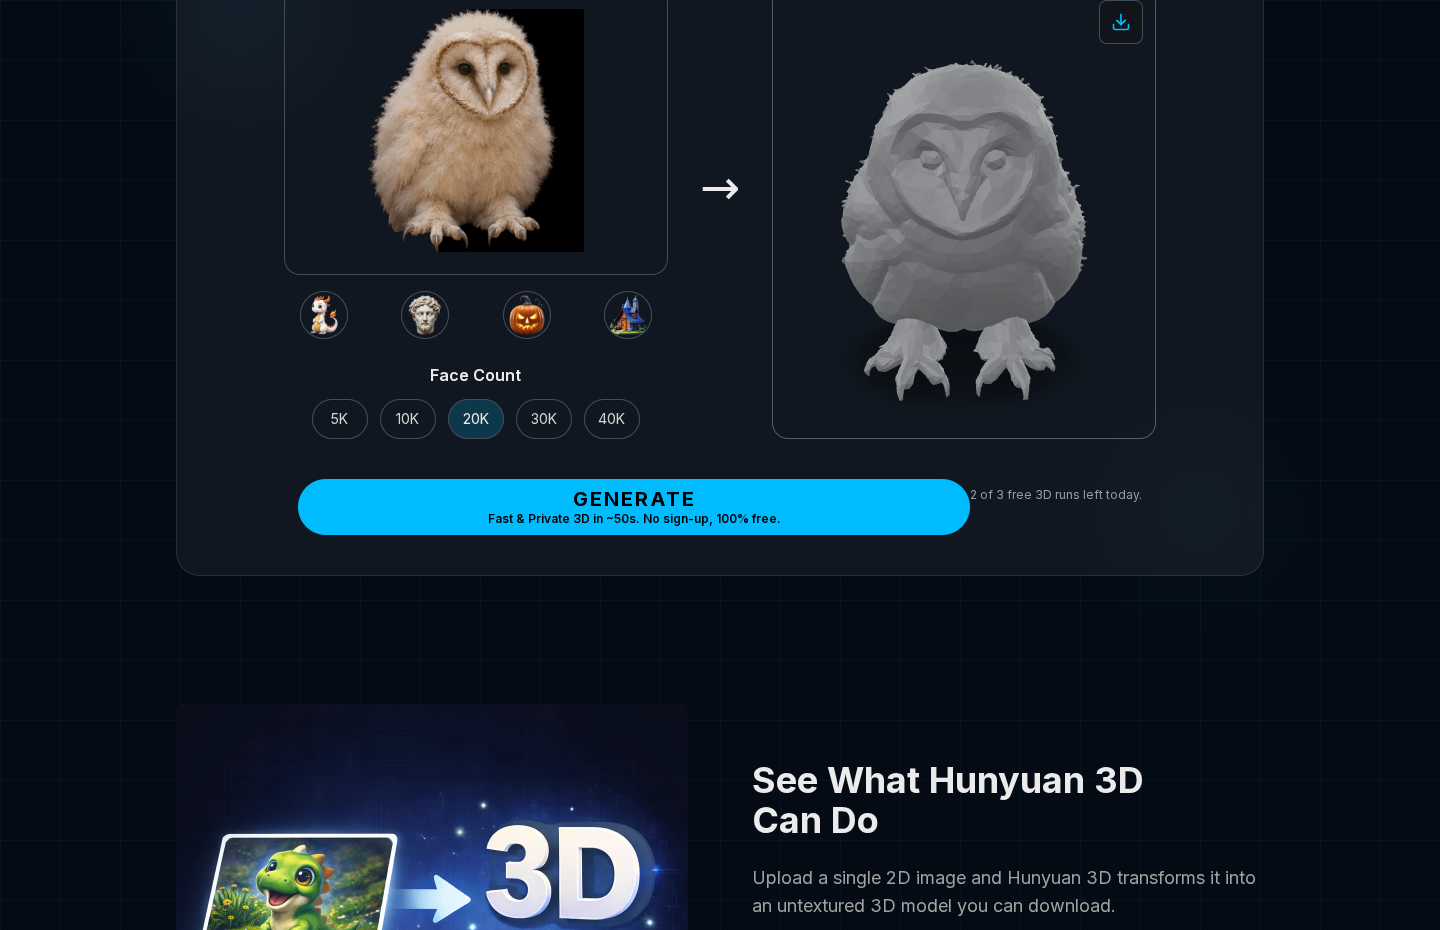 Face Count
5K
10K
20K
30K
40K
GENERATE
Fast & Private 3D in ~50s. No sign-up, 100% free.
2 of 3 free 3D runs left today.
3D
See What Hunyuan 3D
Can Do
Upload a single 2D image and Hunyuan 3D transforms it into
an untextured 3D model you can download.